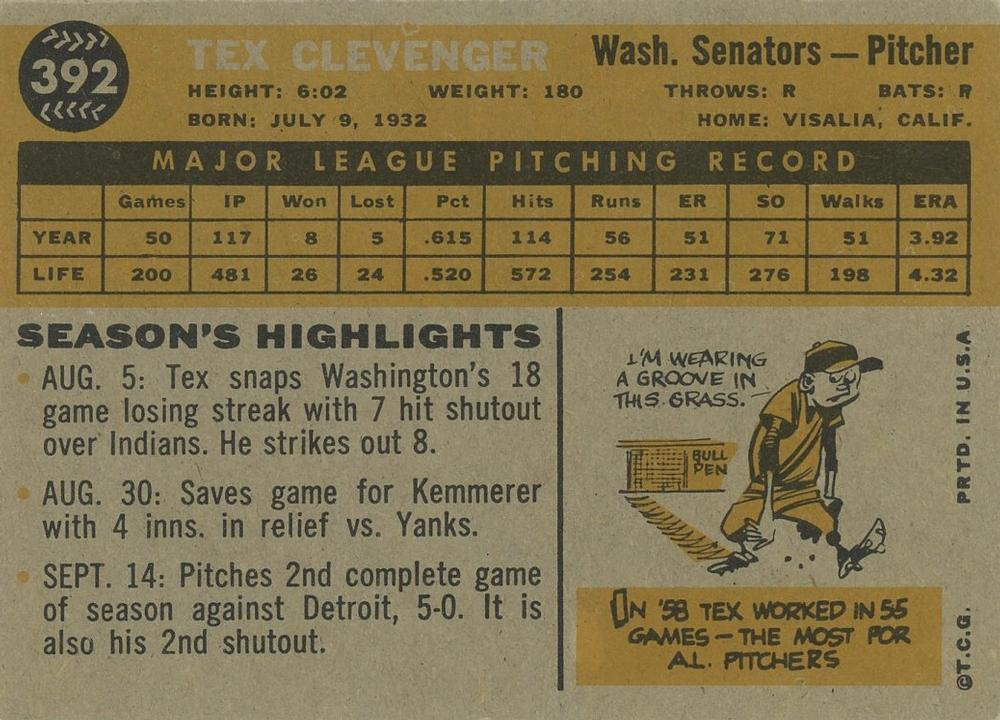 392
TEX CLEVENGER
Wash. Senators — Pitcher
HEIGHT: 6:02 WEIGHT: 180 THROWS: R BATS: R
BORN: JULY 9, 1932 HOME: VISALIA, CALIF.
MAJOR LEAGUE PITCHING RECORD
Games IP Won Lost Pct Hits Runs ER SO Walks ERA
YEAR 50 117 8 5 .615 114 56 51 71 51 3.92
LIFE 200 481 26 24 .520 572 254 231 276 198 4.32
SEASON'S HIGHLIGHTS
• AUG. 5: Tex snaps Washington's 18
game losing streak with 7 hit shutout
over Indians. He strikes out 8.
• AUG. 30: Saves game for Kemmerer
with 4 inns. in relief vs. Yanks.
• SEPT. 14: Pitches 2nd complete game
of season against Detroit, 5-0. It is
also his 2nd shutout.
I'M WEARING
A GROOVE IN
THIS GRASS.
BULL
PEN
IN '58 TEX WORKED IN 55
GAMES — THE MOST FOR
A.L. PITCHERS
©T.C.G. PRTD. IN U.S.A